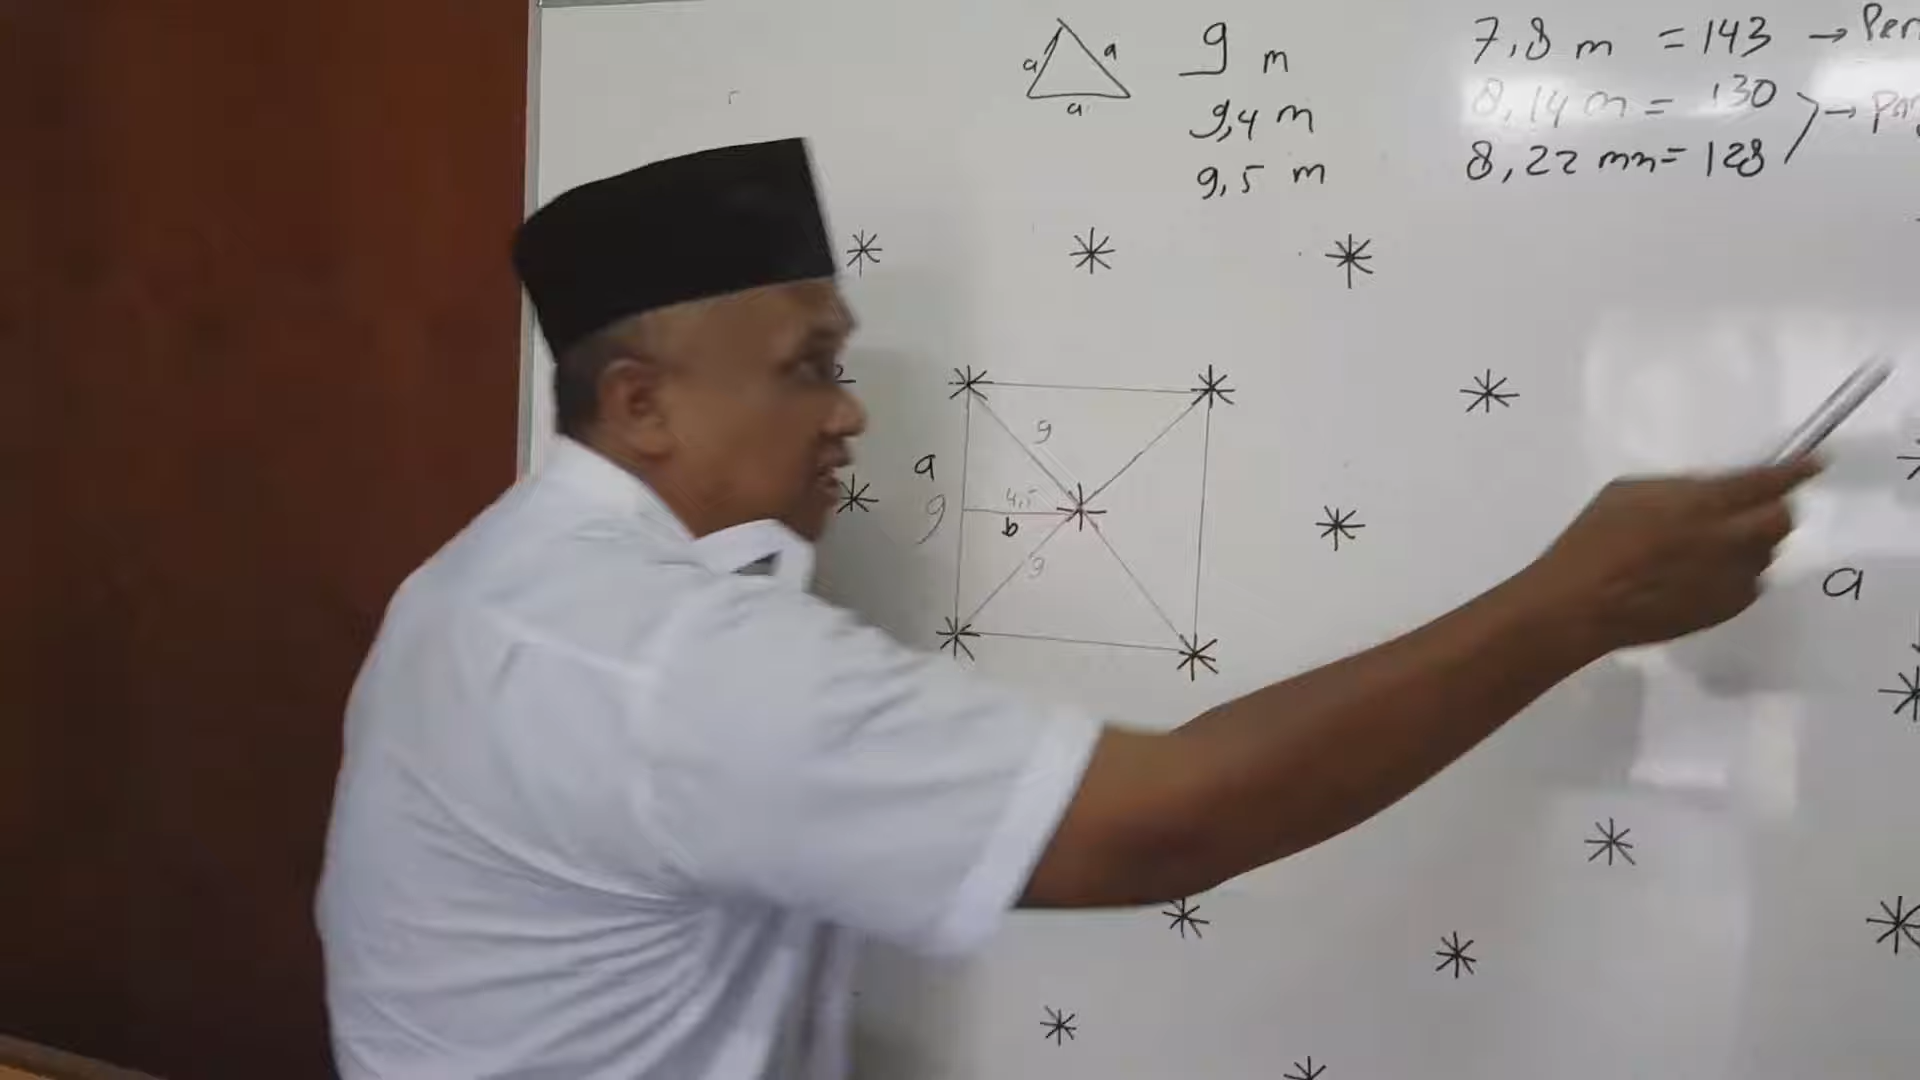 a a
a
9 m
9,4 m
9,5 m
7,8 m = 143 →
8,14 m = 130
8,22 mm = 128 →
9
a
4,5
9
b
9
a